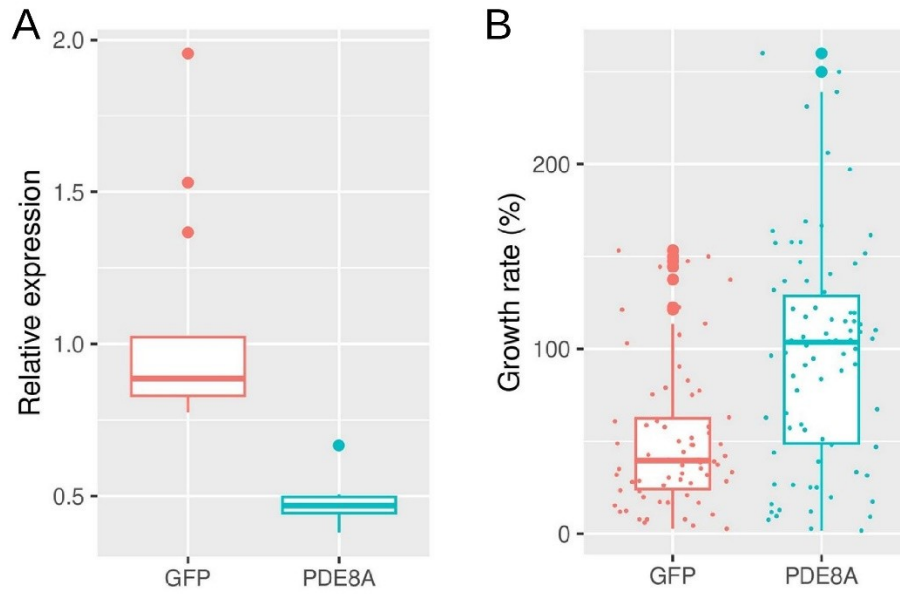 A
Relative expression
2.0
1.5
1.0
0.5
GFP
PDE8A
B
Growth rate (%)
200
100
0
GFP
PDE8A